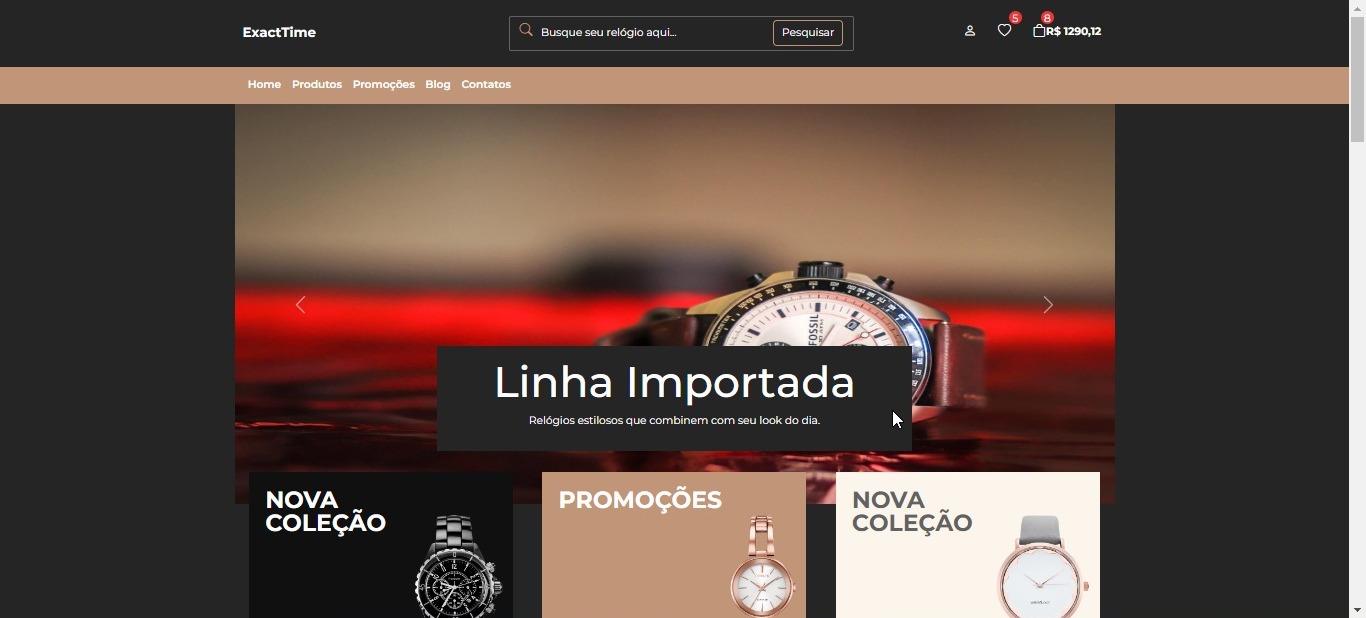 5
8
ExactTime
Busque seu relógio aqui...
Pesquisar
R$ 1290,12
Home Produtos Promoções Blog Contatos
FOSSIL
Linha Importada
Relógios estilosos que combinem com seu look do dia.
NOVA
COLEÇÃO
PROMOÇÕES
NOVA
COLEÇÃO